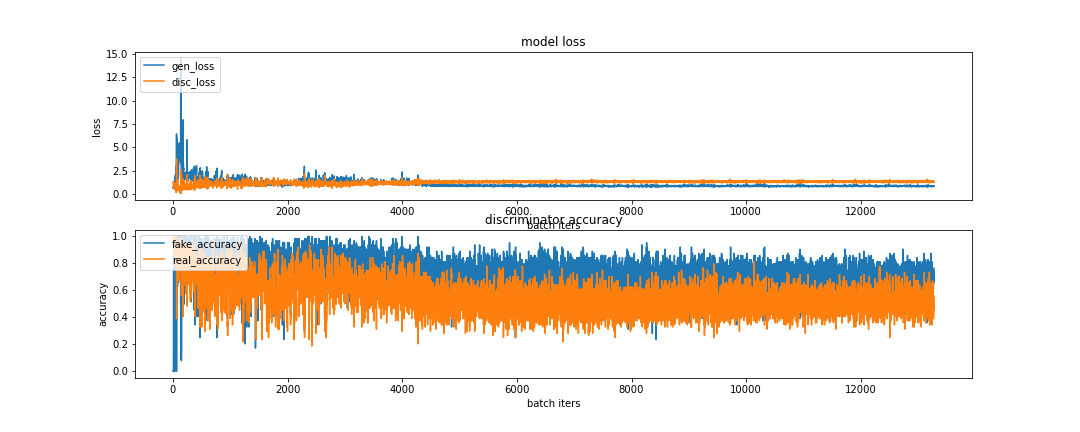 model loss
15.0
12.5
10.0
7.5
5.0
2.5
0.0
loss
gen_loss
disc_loss
0 2000 4000 6000 8000 10000 12000
batch iters
discriminator accuracy
1.0
0.8
0.6
0.4
0.2
0.0
accuracy
fake_accuracy
real_accuracy
0 2000 4000 6000 8000 10000 12000
batch iters